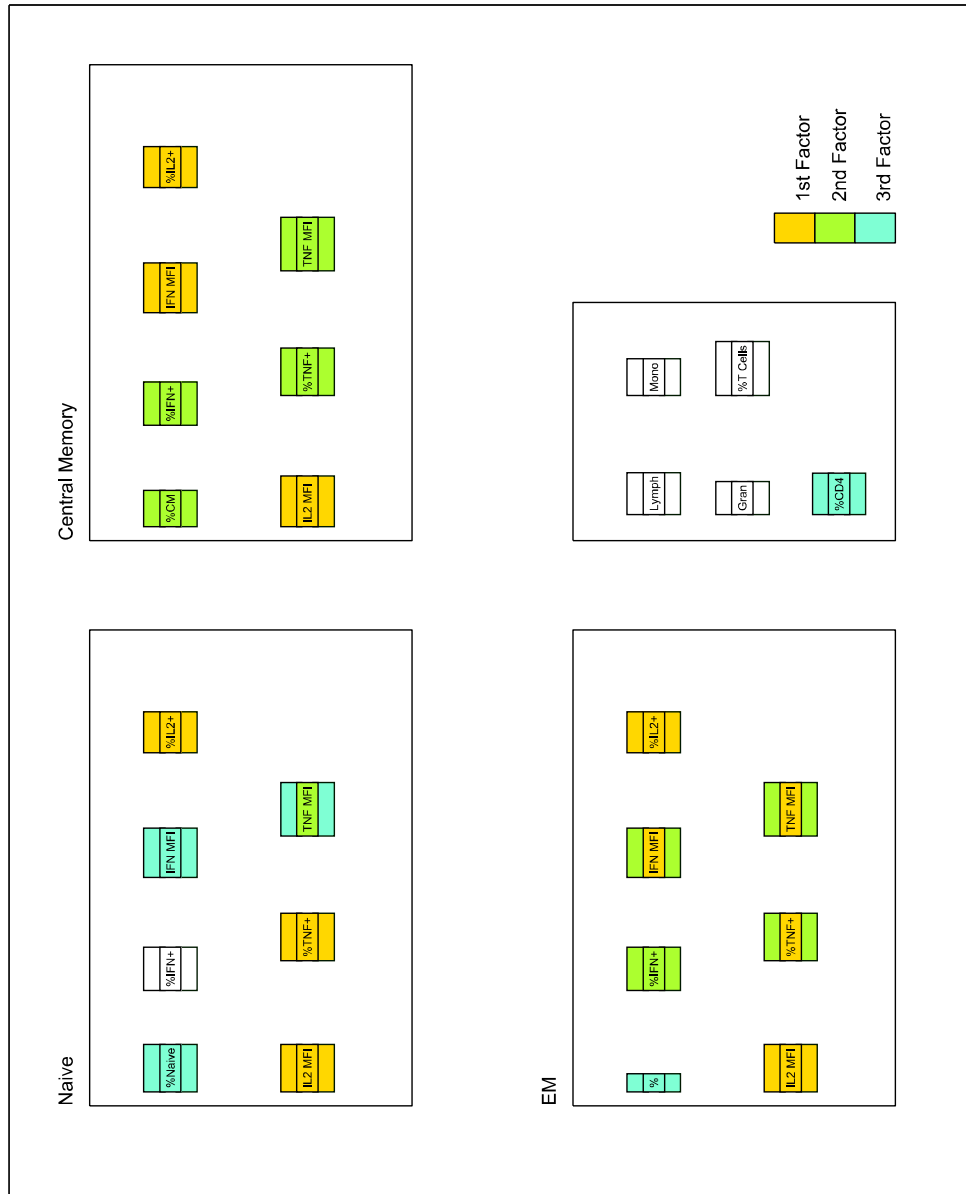 Naive
%Naive
%IFN+
IFN MFI
%IL2+
IL2 MFI
%TNF+
TNF MFI
Central Memory
%CM
%IFN+
IFN MFI
%IL2+
IL2 MFI
%TNF+
TNF MFI
EM
%
%IFN+
IFN MFI
%IL2+
IL2 MFI
%TNF+
TNF MFI
Lymph
Mono
Gran
%T Cells
%CD4
1st Factor
2nd Factor
3rd Factor